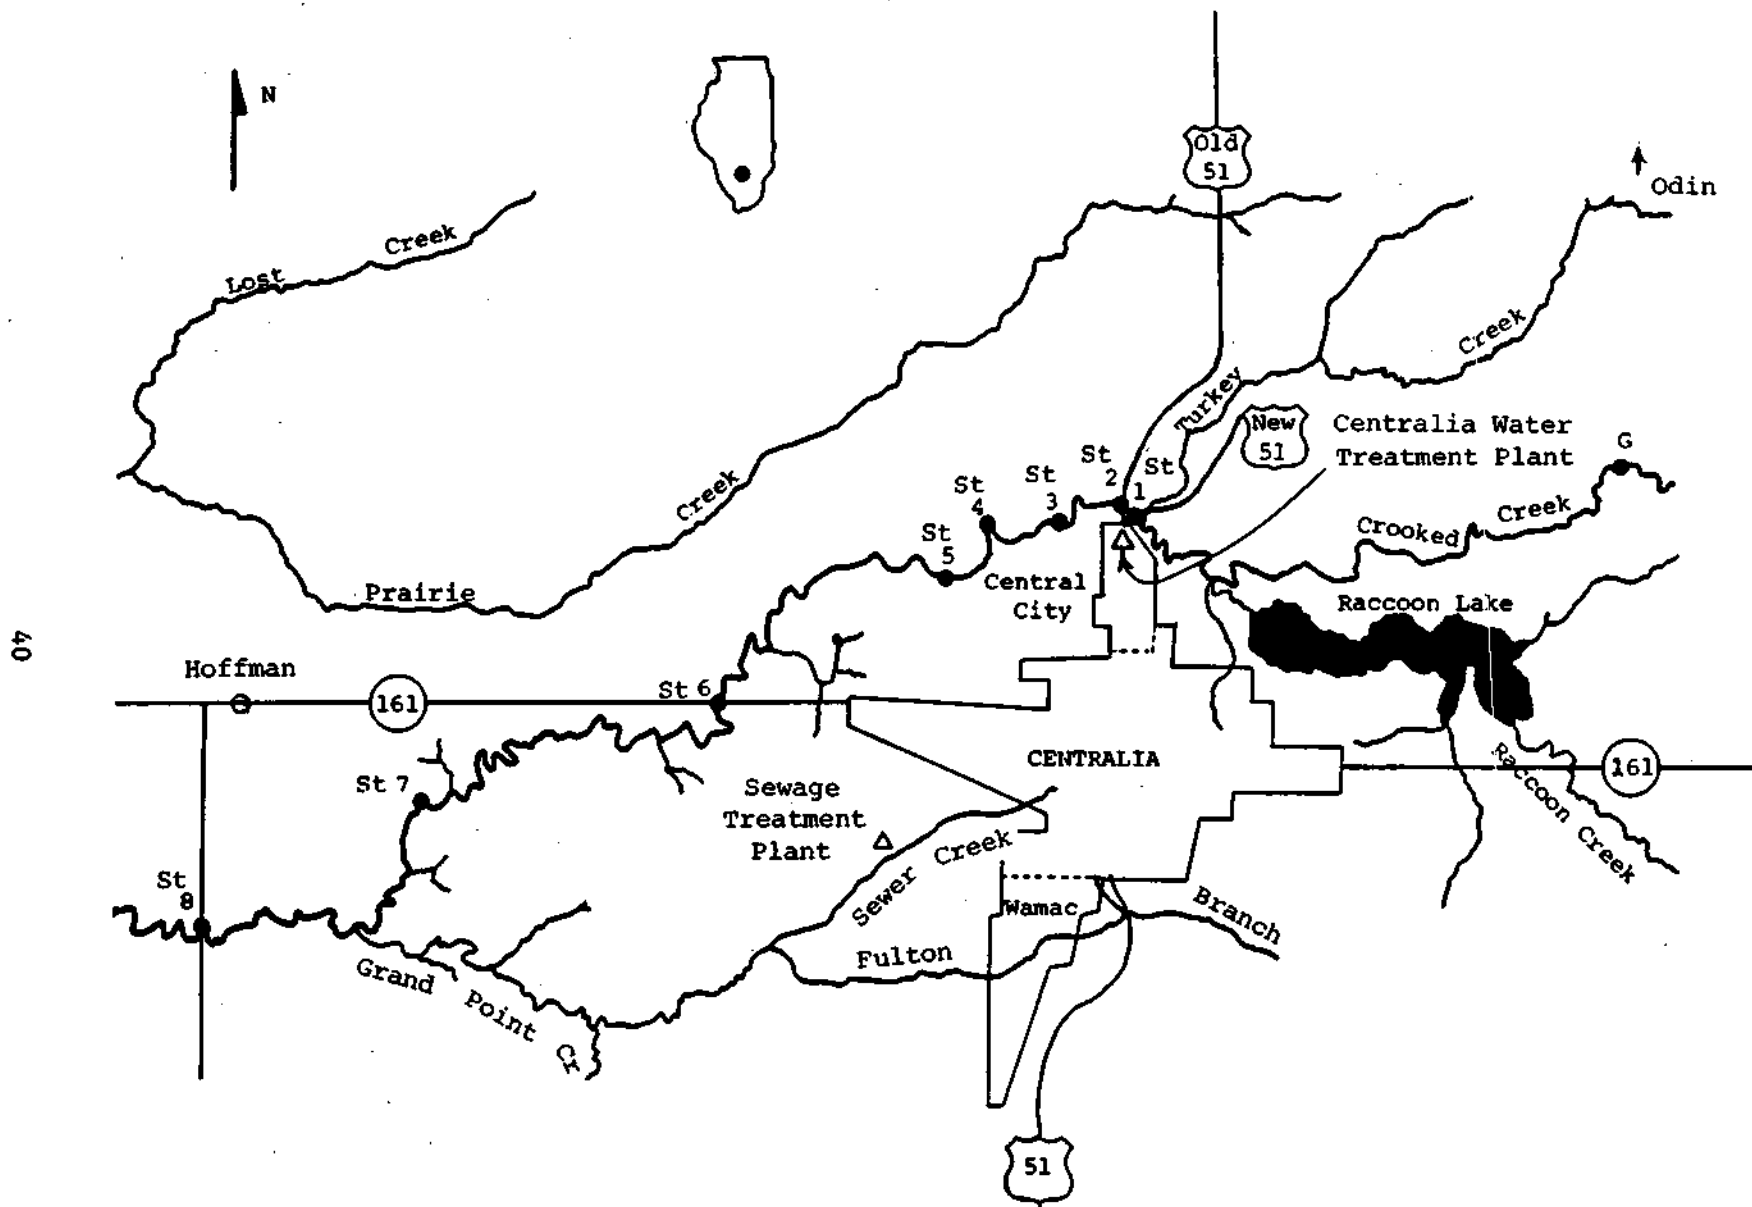 N
Old
51
Odin
Lost Creek
Creek
Turkey
New
51
Centralia Water
Treatment Plant
G
St
2
St
1
St
3
St
4
St
5
Creek
Crooked Creek
Central
City
Raccoon Lake
Prairie
40
Hoffman
161
St 6
CENTRALIA
161
St 7
Sewage
Treatment
Plant
Raccoon Creek
Sewer Creek
St
8
Wamac
Branch
Fulton
Grand Point Cr
51